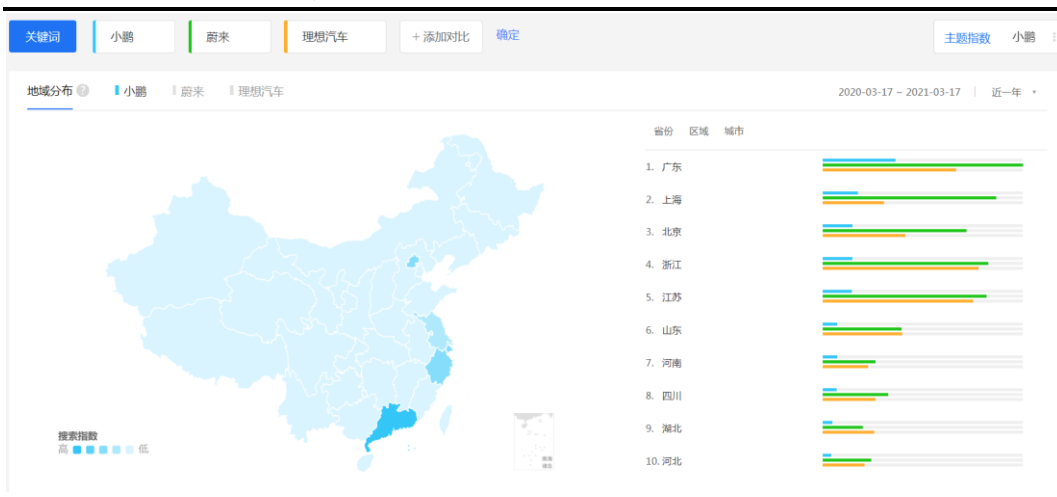 关键词 小鹏 蔚来 理想汽车 + 添加对比 确定 主题指数 小鹏
地域分布 ? 小鹏 蔚来 理想汽车 2020-03-17 ~ 2021-03-17 近一年
省份 区域 城市
1. 广东
2. 上海
3. 北京
4. 浙江
5. 江苏
6. 山东
7. 河南
8. 四川
9. 湖北
10. 河北
搜索指数
高 低